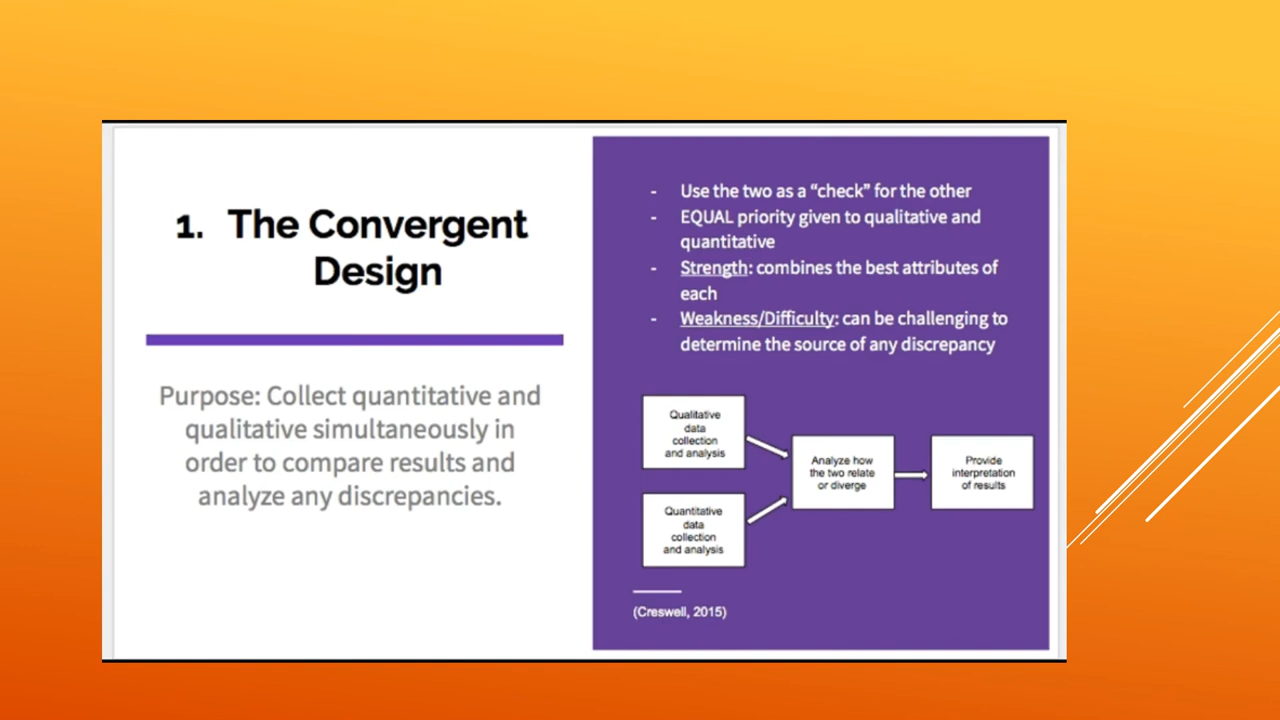 1. The Convergent
Design
Purpose: Collect quantitative and
qualitative simultaneously in
order to compare results and
analyze any discrepancies.
- Use the two as a “check” for the other
- EQUAL priority given to qualitative and
quantitative
- Strength: combines the best attributes of
each
- Weakness/Difficulty: can be challenging to
determine the source of any discrepancy
Qualitative
data
collection
and analysis
Quantitative
data
collection
and analysis
Analyze how
the two relate
or diverge
Provide
interpretation
of results
(Creswell, 2015)